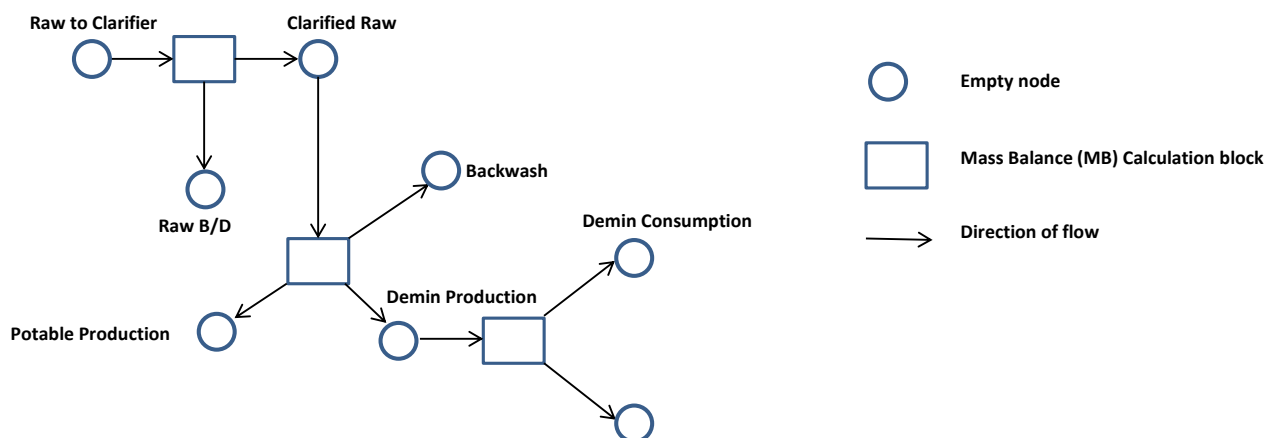 Raw to Clarifier
Clarified Raw
Empty node
Mass Balance (MB) Calculation block
Backwash
Raw B/D
Demin Consumption
Direction of flow
Demin Production
Potable Production